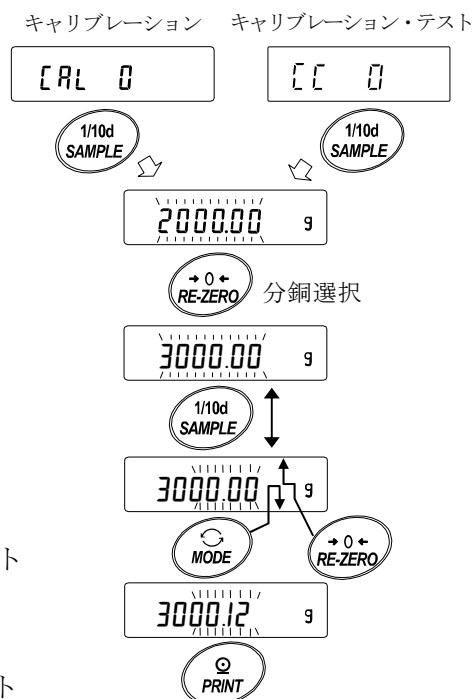 キャリブレーション キャリブレーション・テスト
CAL 0 CC 0
1/10d 1/10d
SAMPLE SAMPLE
2000.00 g
→0←
RE-ZERO 分銅選択
3000.00 g
1/10d
SAMPLE
3000.00 g
MODE →0← RE-ZERO
ト
3000.12 g
PRINT
ト